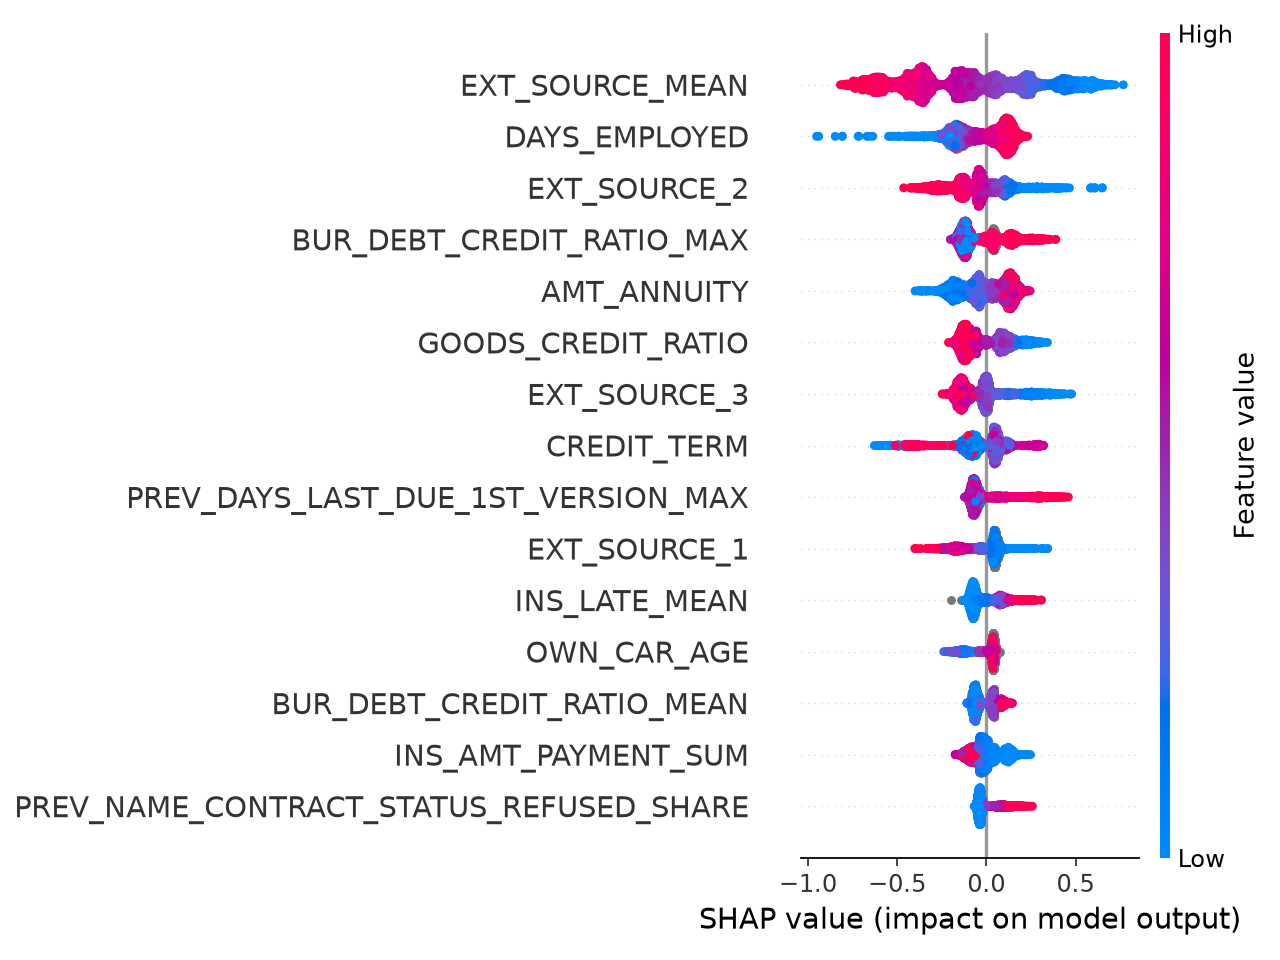 High
EXT_SOURCE_MEAN
DAYS_EMPLOYED
EXT_SOURCE_2
BUR_DEBT_CREDIT_RATIO_MAX
AMT_ANNUITY
GOODS_CREDIT_RATIO
EXT_SOURCE_3
CREDIT_TERM
PREV_DAYS_LAST_DUE_1ST_VERSION_MAX
EXT_SOURCE_1
INS_LATE_MEAN
OWN_CAR_AGE
BUR_DEBT_CREDIT_RATIO_MEAN
INS_AMT_PAYMENT_SUM
PREV_NAME_CONTRACT_STATUS_REFUSED_SHARE
Feature value
Low
−1.0 −0.5 0.0 0.5
SHAP value (impact on model output)